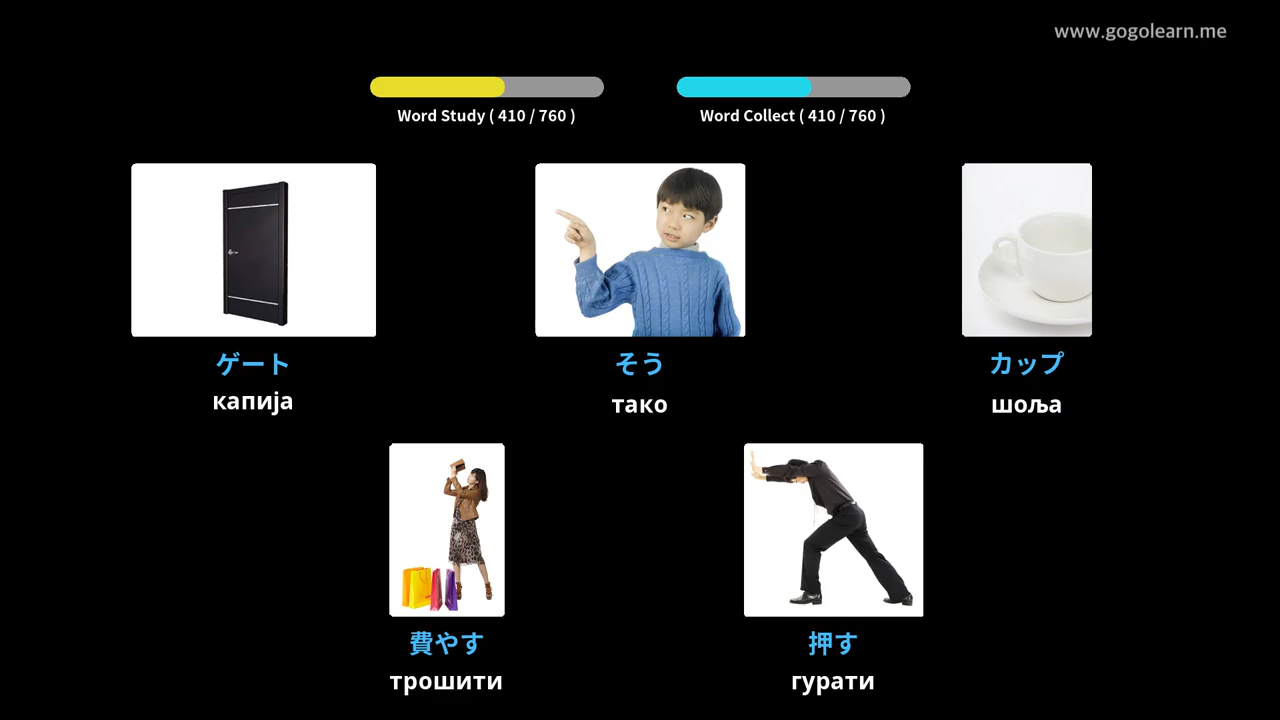 www.gogolearn.me
Word Study ( 410 / 760 )
Word Collect ( 410 / 760 )
ゲート
капија
そう
тако
カップ
шоља
費やす
трошити
押す
гурати